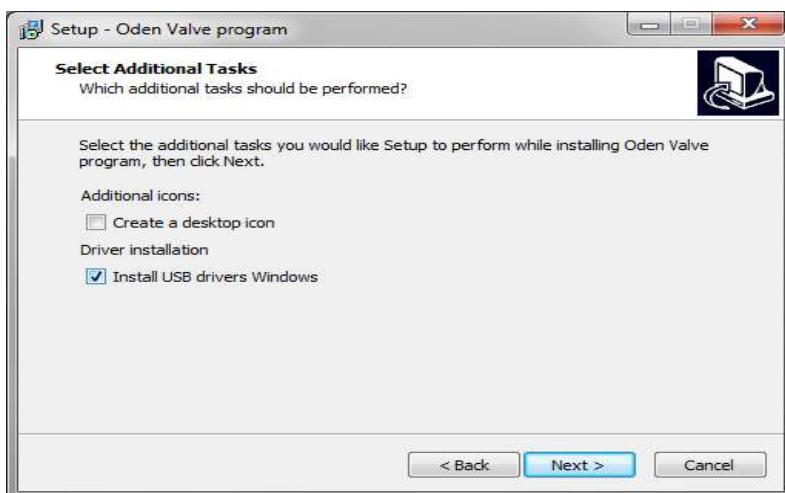 Setup - Oden Valve program
Select Additional Tasks
Which additional tasks should be performed?
Select the additional tasks you would like Setup to perform while installing Oden Valve
program, then click Next.
Additional icons:
Create a desktop icon
Driver installation
Install USB drivers Windows
< Back
Next >
Cancel